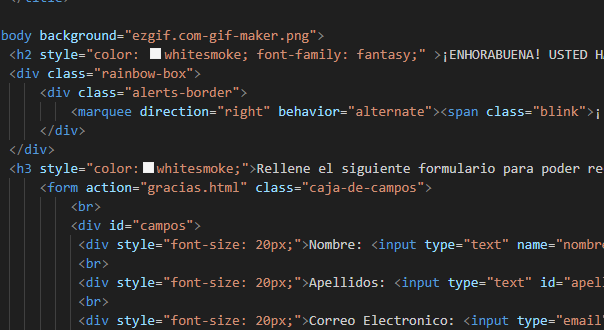 </title>
body background="ezgif.com-gif-maker.png">
<h2 style="color: whitesmoke; font-family: fantasy;" >¡ENHORABUENA! USTED HA
<div class="rainbow-box">
<div class="alerts-border">
<marquee direction="right" behavior="alternate"><span class="blink">¡
</div>
</div>
<h3 style="color: whitesmoke;">Rellene el siguiente formulario para poder re
<form action="gracias.html" class="caja-de-campos">
<br>
<div id="campos">
<div style="font-size: 20px;">Nombre: <input type="text" name="nombre
<br>
<div style="font-size: 20px;">Apellidos: <input type="text" id="apel
<br>
<div style="font-size: 20px;">Correo Electronico: <input type="email"